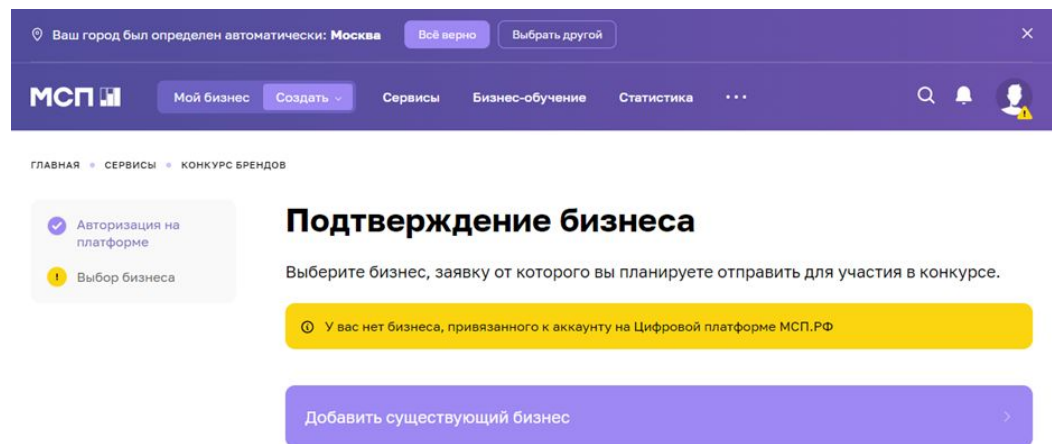 Ваш город был определен автоматически: Москва Всё верно Выбрать другой
МСП Мой бизнес Создать Сервисы Бизнес-обучение Статистика ...
ГЛАВНАЯ СЕРВИСЫ КОНКУРС БРЕНДОВ
Авторизация на
платформе
Выбор бизнеса
Подтверждение бизнеса
Выберите бизнес, заявку от которого вы планируете отправить для участия в конкурсе.
У вас нет бизнеса, привязанного к аккаунту на Цифровой платформе МСП.РФ
Добавить существующий бизнес